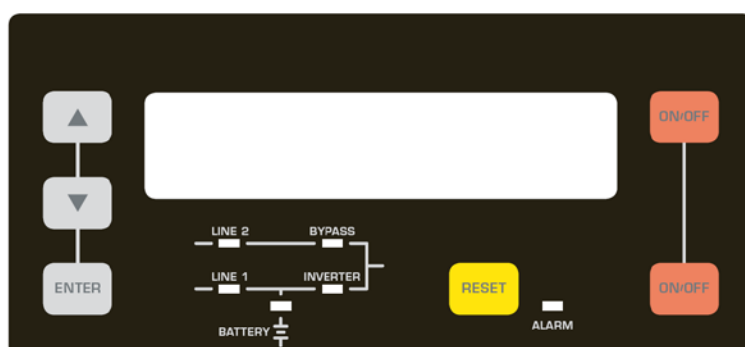 ON/OFF
LINE 2 BYPASS
LINE 1 INVERTER
ENTER RESET ON/OFF
BATTERY ALARM